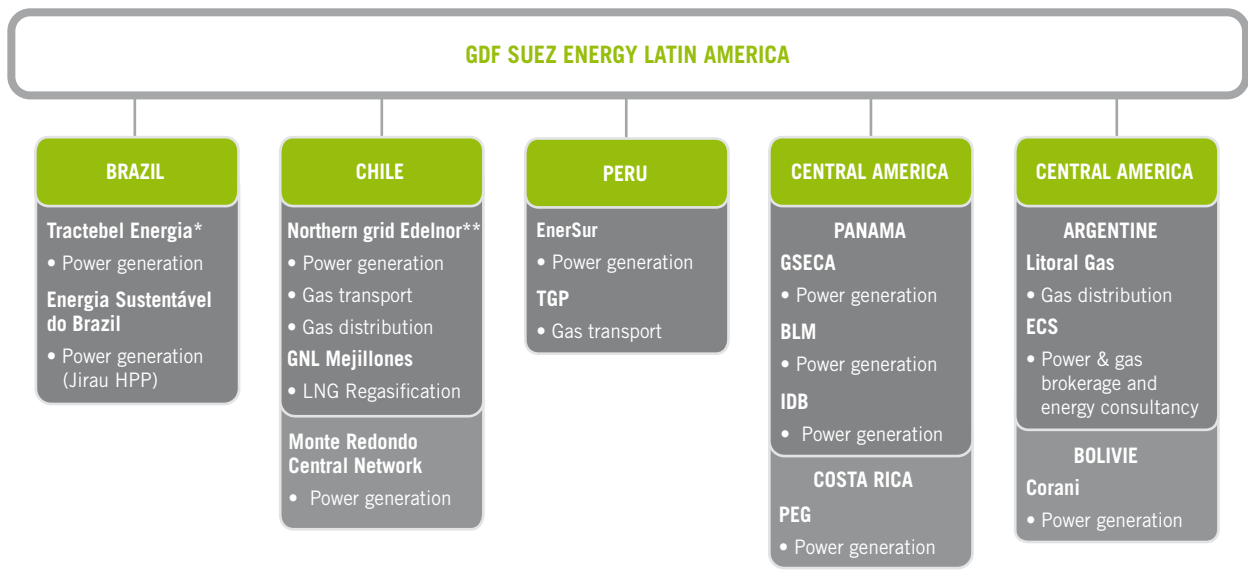 GDF SUEZ ENERGY LATIN AMERICA
BRAZIL
Tractebel Energia*
• Power generation
Energia Sustentável
do Brazil
• Power generation
(Jirau HPP)
CHILE
Northern grid Edelnor**
• Power generation
• Gas transport
• Gas distribution
GNL Mejillones
• LNG Regasification
Monte Redondo
Central Network
• Power generation
PERU
EnerSur
• Power generation
TGP
• Gas transport
CENTRAL AMERICA
PANAMA
GSECA
• Power generation
BLM
• Power generation
IDB
• Power generation
COSTA RICA
PEG
• Power generation
CENTRAL AMERICA
ARGENTINE
Litoral Gas
• Gas distribution
ECS
• Power & gas
brokerage and
energy consultancy
BOLIVIE
Corani
• Power generation